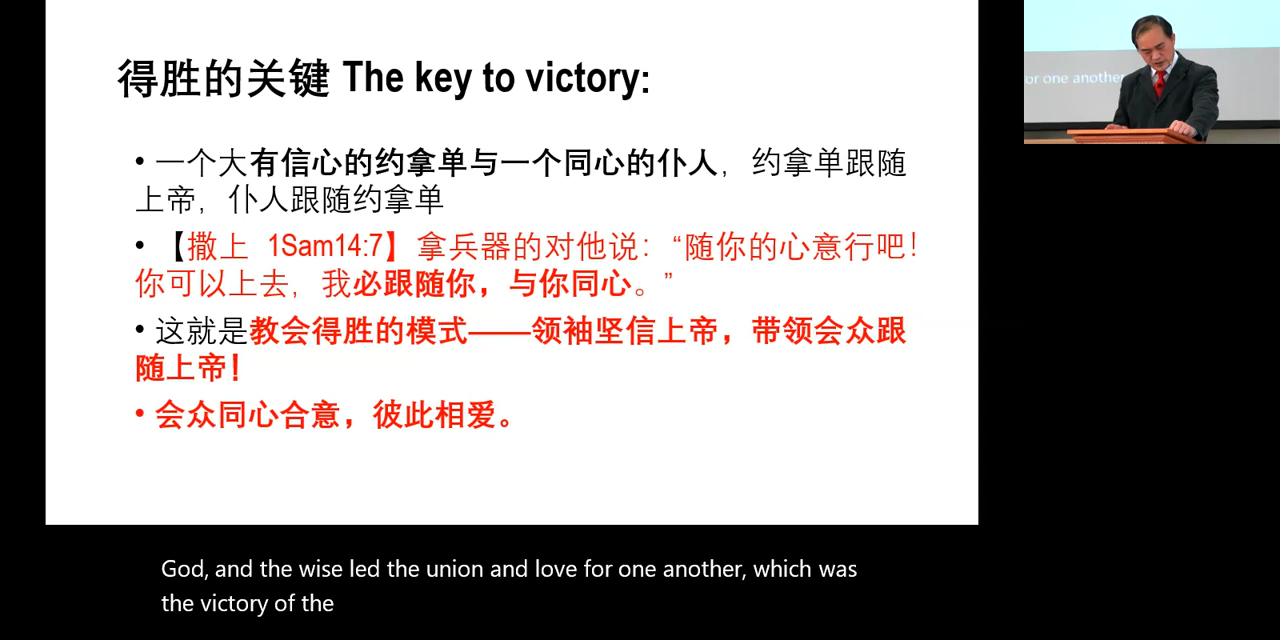 得胜的关键 The key to victory:
• 一个大有信心的约拿单与一个同心的仆人，约拿单跟随
上帝，仆人跟随约拿单
• 【撒上 1Sam14:7】拿兵器的对他说：“随你的心意行吧！
你可以上去，我必跟随你，与你同心。”
• 这就是教会得胜的模式——领袖坚信上帝，带领会众跟
随上帝！
• 会众同心合意，彼此相爱。
or one another
God, and the wise led the union and love for one another, which was
the victory of the